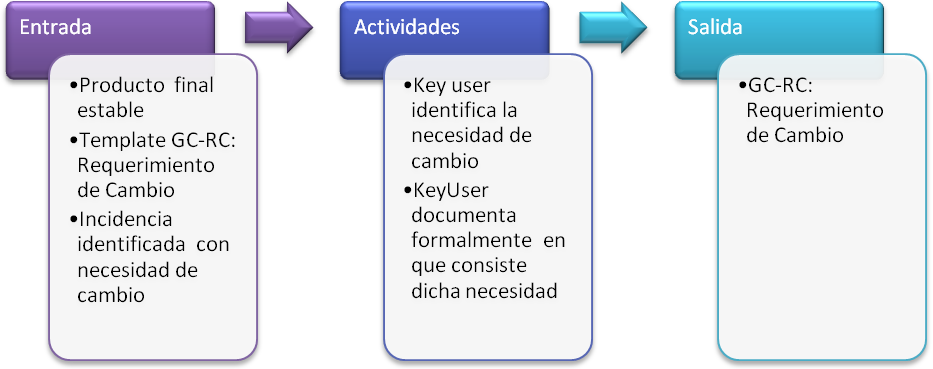 Entrada
•Producto final
estable
•Template GC-RC:
Requerimiento
de Cambio
•Incidencia
identificada con
necesidad de
cambio
Actividades
•Key user
identifica la
necesidad de
cambio
•KeyUser
documenta
formalmente en
que consiste
dicha necesidad
Salida
•GC-RC:
Requerimiento
de Cambio